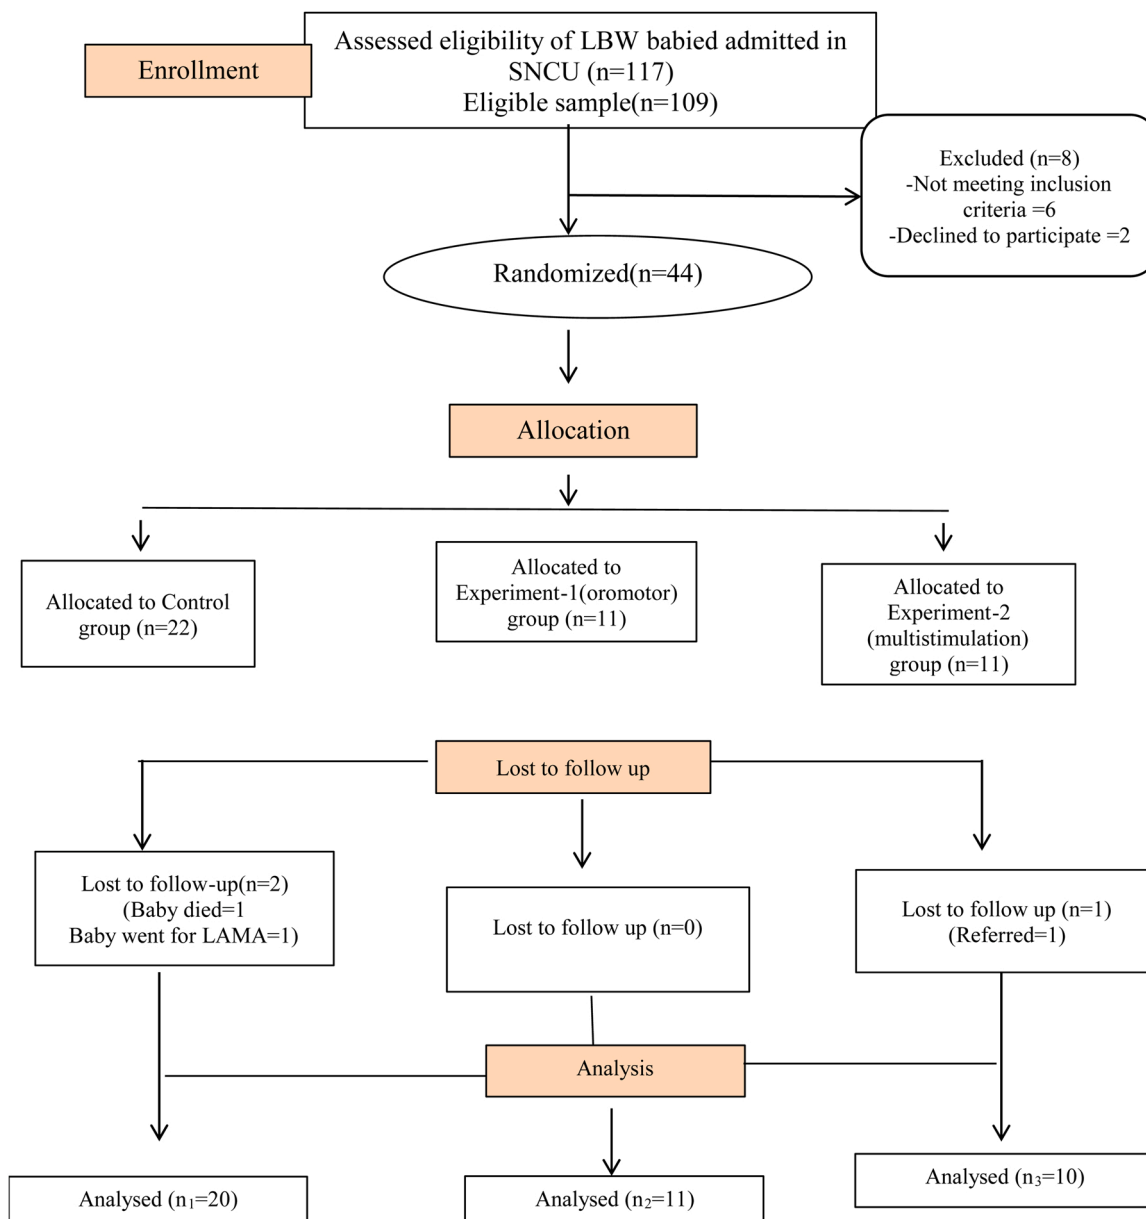 Enrollment
Assessed eligibility of LBW babied admitted in
SNCU (n=117)
Eligible sample(n=109)
Excluded (n=8)
-Not meeting inclusion
criteria =6
-Declined to participate =2
Randomized(n=44)
Allocation
Allocated to Control
group (n=22)
Allocated to
Experiment-1(oromotor)
group (n=11)
Allocated to
Experiment-2
(multistimulation)
group (n=11)
Lost to follow up
Lost to follow-up(n=2)
(Baby died=1
Baby went for LAMA=1)
Lost to follow up (n=0)
Lost to follow up (n=1)
(Referred=1)
Analysis
Analysed (n₁=20)
Analysed (n₂=11)
Analysed (n₃=10)